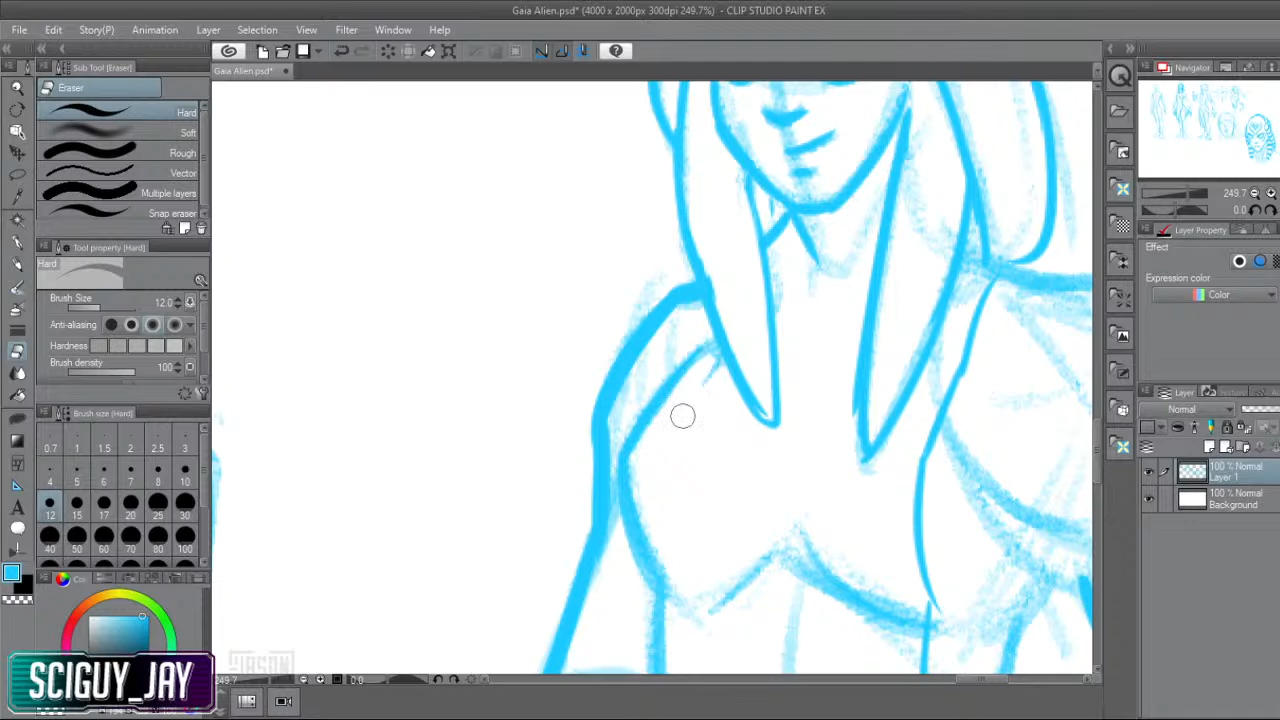 Gaia Alien.psd* (4000 x 2000px 300dpi 249.7%) - CLIP STUDIO PAINT EX
File Edit Story(P) Animation Layer Selection View Filter Window Help
Sub Tool [Eraser]
Eraser
Hard
Soft
Rough
Vector
Multiple layers
Snap eraser
Tool property [Hard]
Hard
Brush Size 12.0
Anti-aliasing
Hardness
Brush density 100
Brush size [Hard]
0.7 1 1.5 2 2.5 3
4 5 6 7 8 10
12 15 17 20 25 30
40 50 60 70 80 100
Gaia Alien.psd*
Navigator
249.7
0.0
Layer Property
Effect
Expression color
Color
Layer
Normal
100 % Normal
Layer 1
100 % Normal
Background
249.7 0.0
SCIGUY_JAY